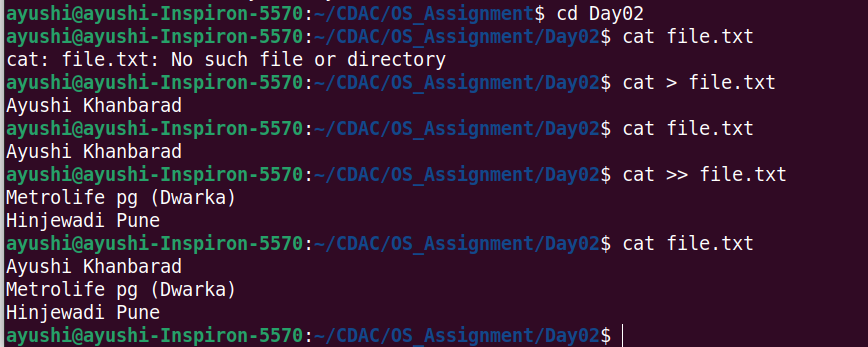 ayushi@ayushi-Inspiron-5570:~/CDAC/OS_Assignment$ cd Day02
ayushi@ayushi-Inspiron-5570:~/CDAC/OS_Assignment/Day02$ cat file.txt
cat: file.txt: No such file or directory
ayushi@ayushi-Inspiron-5570:~/CDAC/OS_Assignment/Day02$ cat > file.txt
Ayushi Khanbarad
ayushi@ayushi-Inspiron-5570:~/CDAC/OS_Assignment/Day02$ cat file.txt
Ayushi Khanbarad
ayushi@ayushi-Inspiron-5570:~/CDAC/OS_Assignment/Day02$ cat >> file.txt
Metrolife pg (Dwarka)
Hinjewadi Pune
ayushi@ayushi-Inspiron-5570:~/CDAC/OS_Assignment/Day02$ cat file.txt
Ayushi Khanbarad
Metrolife pg (Dwarka)
Hinjewadi Pune
ayushi@ayushi-Inspiron-5570:~/CDAC/OS_Assignment/Day02$